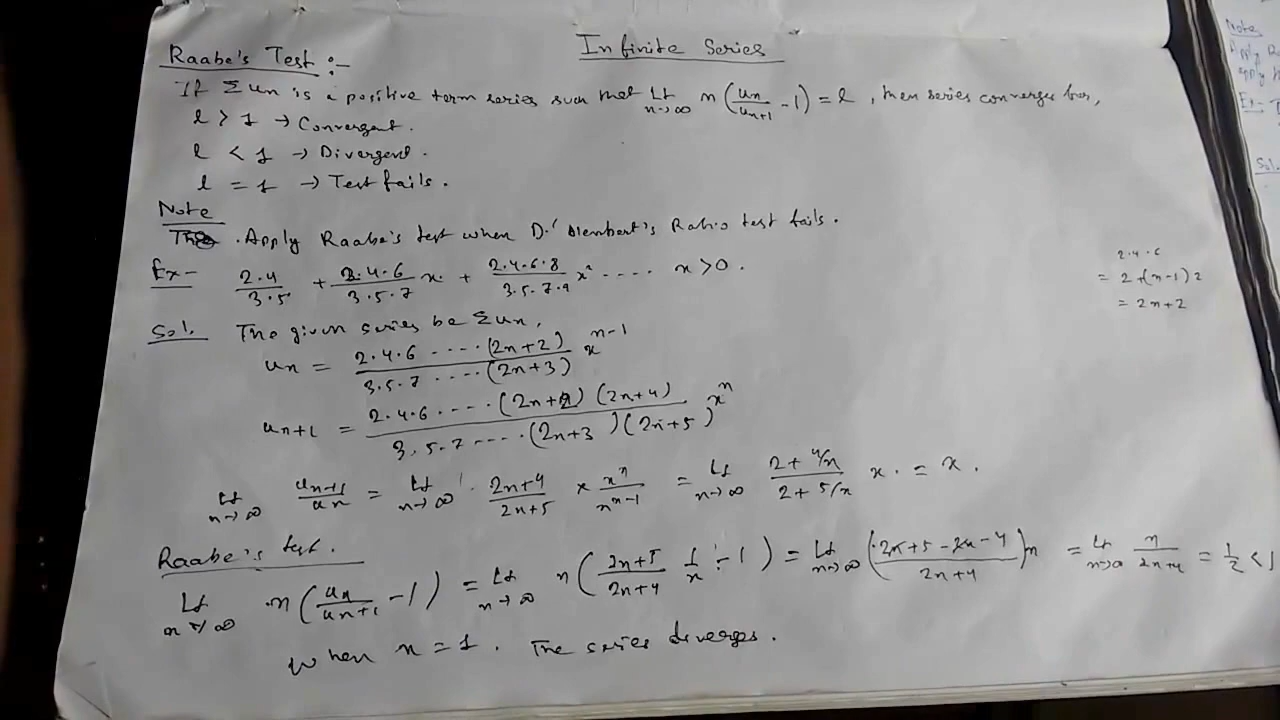 Infinite Series
Raabe's Test :-
If Σun is a positive term series such that Lt n→∞ n(un/un+1 - 1) = l, then series converges for,
l > 1 → Convergent.
l < 1 → Divergent.
l = 1 → Test fails.
Note
. Apply Raabe's test when D.'Alembert's Ratio test fails.
Ex- 2.4/3.5 + 2.4.6/3.5.7 x + 2.4.6.8/3.5.7.9 x² .... x > 0.
Sol. The given series be Σun,
un = 2.4.6 ....(2n+2)/3.5.7 ....(2n+3) x^n-1
un+1 = 2.4.6 ....(2n+2)(2n+4)/3.5.7 ....(2n+3)(2n+5) x^n
Lt n→∞ un+1/un = Lt n→∞ 2n+4/2n+5 × x^n/x^n-1 = Lt n→∞ 2+4/n/2+5/n x. = x.
Raabe's test.
Lt n→∞ n(un/un+1 - 1) = Lt n→∞ n(2n+5/2n+4 1/x - 1) = Lt n→∞ (2n+5-2n-4/2n+4)n = Lt n→∞ n/2n+4 = 1/2 < 1
When x = 1. The series diverges.
2.4.6
= 2+(n-1)2
= 2n+2
Note
Apply
apply
Ex-
Sol.